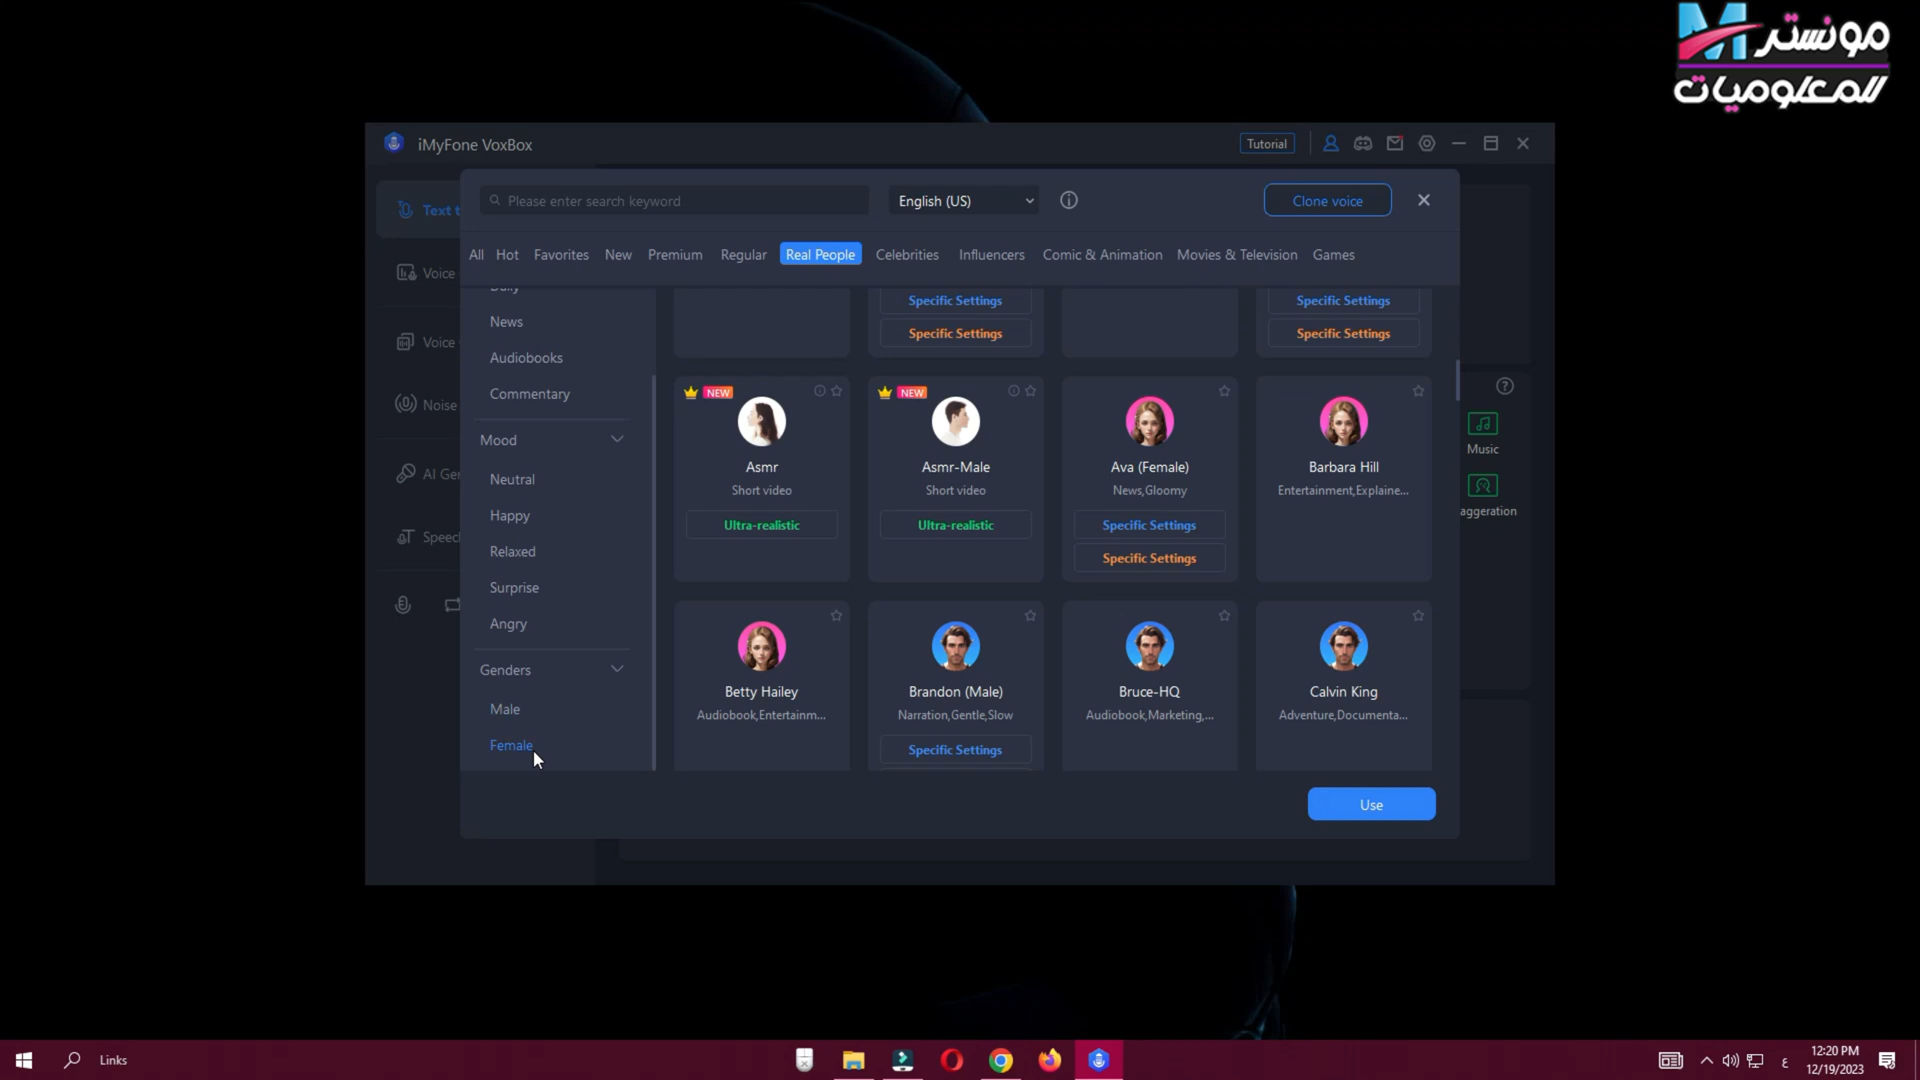 مونستر
للمعلوميات
iMyFone VoxBox
Tutorial
Text t
Voice
Voice
Noise
AI Ger
Speech
Please enter search keyword
English (US)
Clone voice
All Hot Favorites New Premium Regular Real People Celebrities Influencers Comic & Animation Movies & Television Games
News
Audiobooks
Commentary
Mood
Neutral
Happy
Relaxed
Surprise
Angry
Genders
Male
Female
Specific Settings
Specific Settings
Specific Settings
Specific Settings
NEW
Asmr
Short video
Ultra-realistic
NEW
Asmr-Male
Short video
Ultra-realistic
Ava (Female)
News,Gloomy
Specific Settings
Specific Settings
Barbara Hill
Entertainment,Explaine...
Betty Hailey
Audiobook,Entertainm...
Brandon (Male)
Narration,Gentle,Slow
Specific Settings
Bruce-HQ
Audiobook,Marketing,...
Calvin King
Adventure,Documenta...
Music
aggeration
Use
Links
ع
12:20 PM
12/19/2023